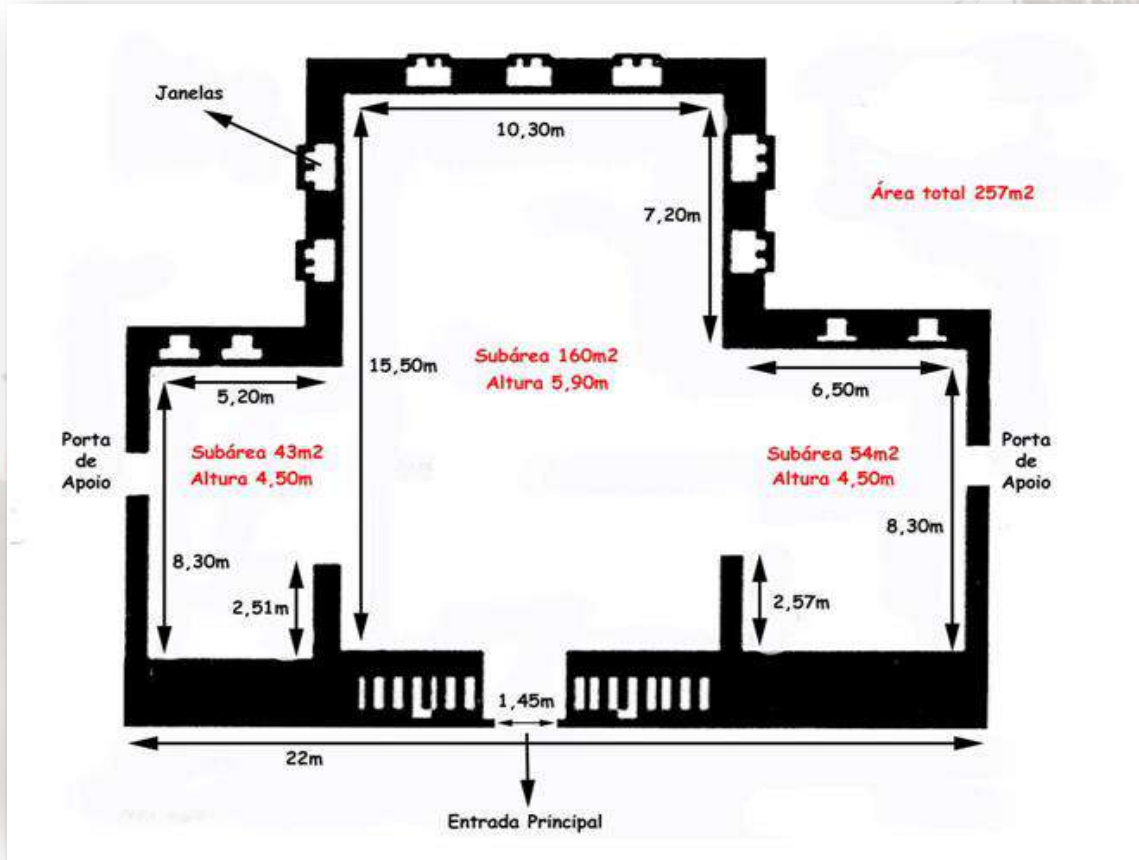 Janelas
10,30m
Área total 257m2
7,20m
15,50m
Subárea 160m2
Altura 5,90m
5,20m
6,50m
Porta
de
Apoio
Subárea 43m2
Altura 4,50m
Subárea 54m2
Altura 4,50m
Porta
de
Apoio
8,30m
8,30m
2,51m
2,57m
1,45m
22m
Entrada Principal